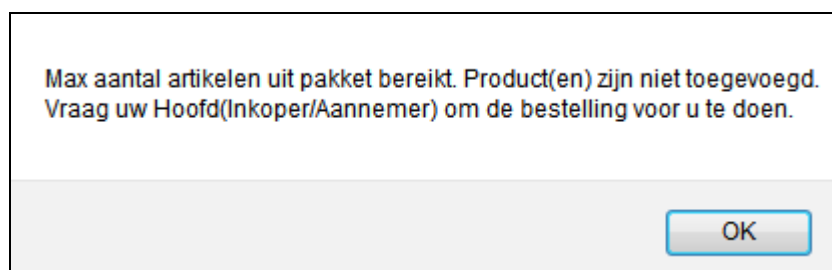 Max aantal artikelen uit pakket bereikt. Product(en) zijn niet toegevoegd.
Vraag uw Hoofd(Inkoper/Aannemer) om de bestelling voor u te doen.
OK